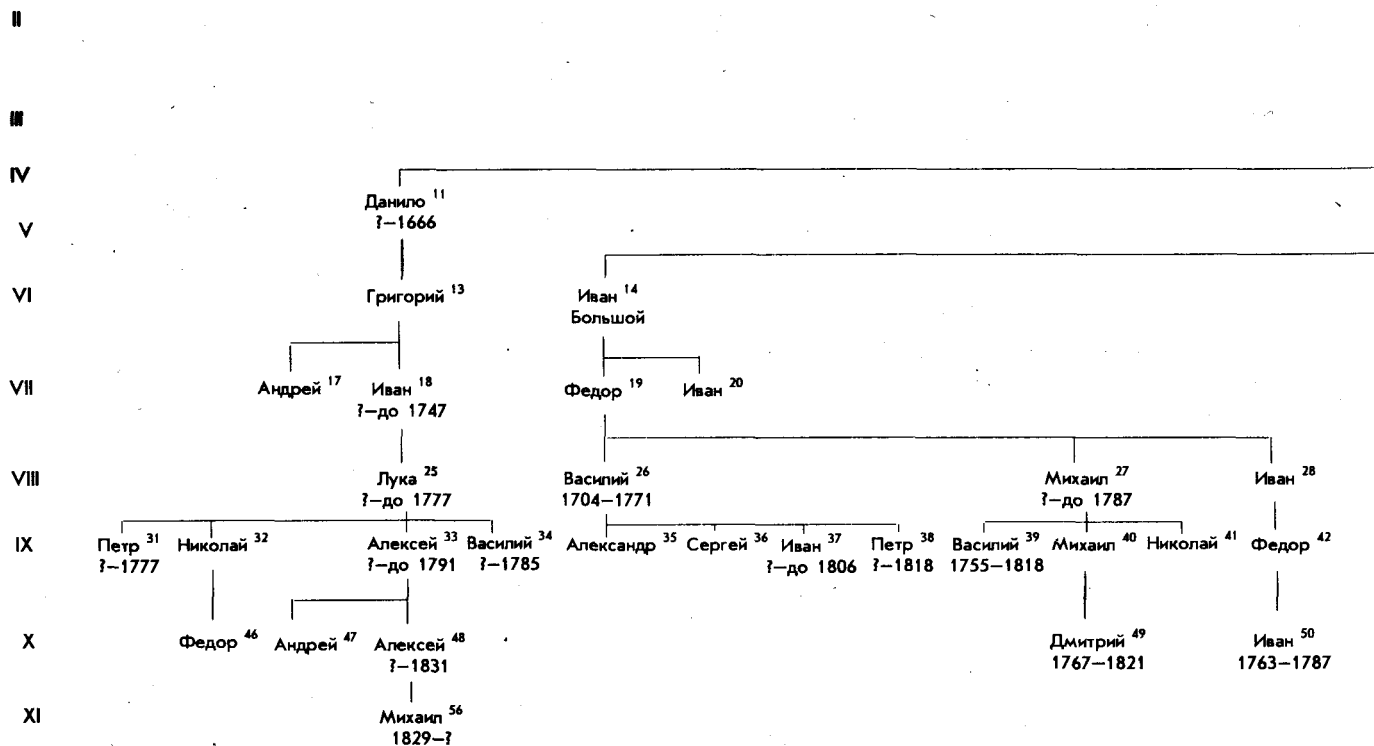 II
III
IV
Данило 11
?—1666
V
VI
Григорий 13
Иван 14
Большой
VII
Андрей 17
Иван 18
?—до 1747
Федор 19
Иван 20
VIII
Лука 25
?—до 1777
Василий 26
1704—1771
Михаил 27
?—до 1787
Иван 28
IX
Петр 31
?—1777
Николай 32
Алексей 33
?—до 1791
Василий 34
?—1785
Александр 35
Сергей 36
Иван 37
?—до 1806
Петр 38
?—1818
Василий 39
1755—1818
Михаил 40
Николай 41
Федор 42
X
Федор 46
Андрей 47
Алексей 48
?—1831
Дмитрий 49
1767—1821
Иван 50
1763—1787
XI
Михаил 56
1829—?